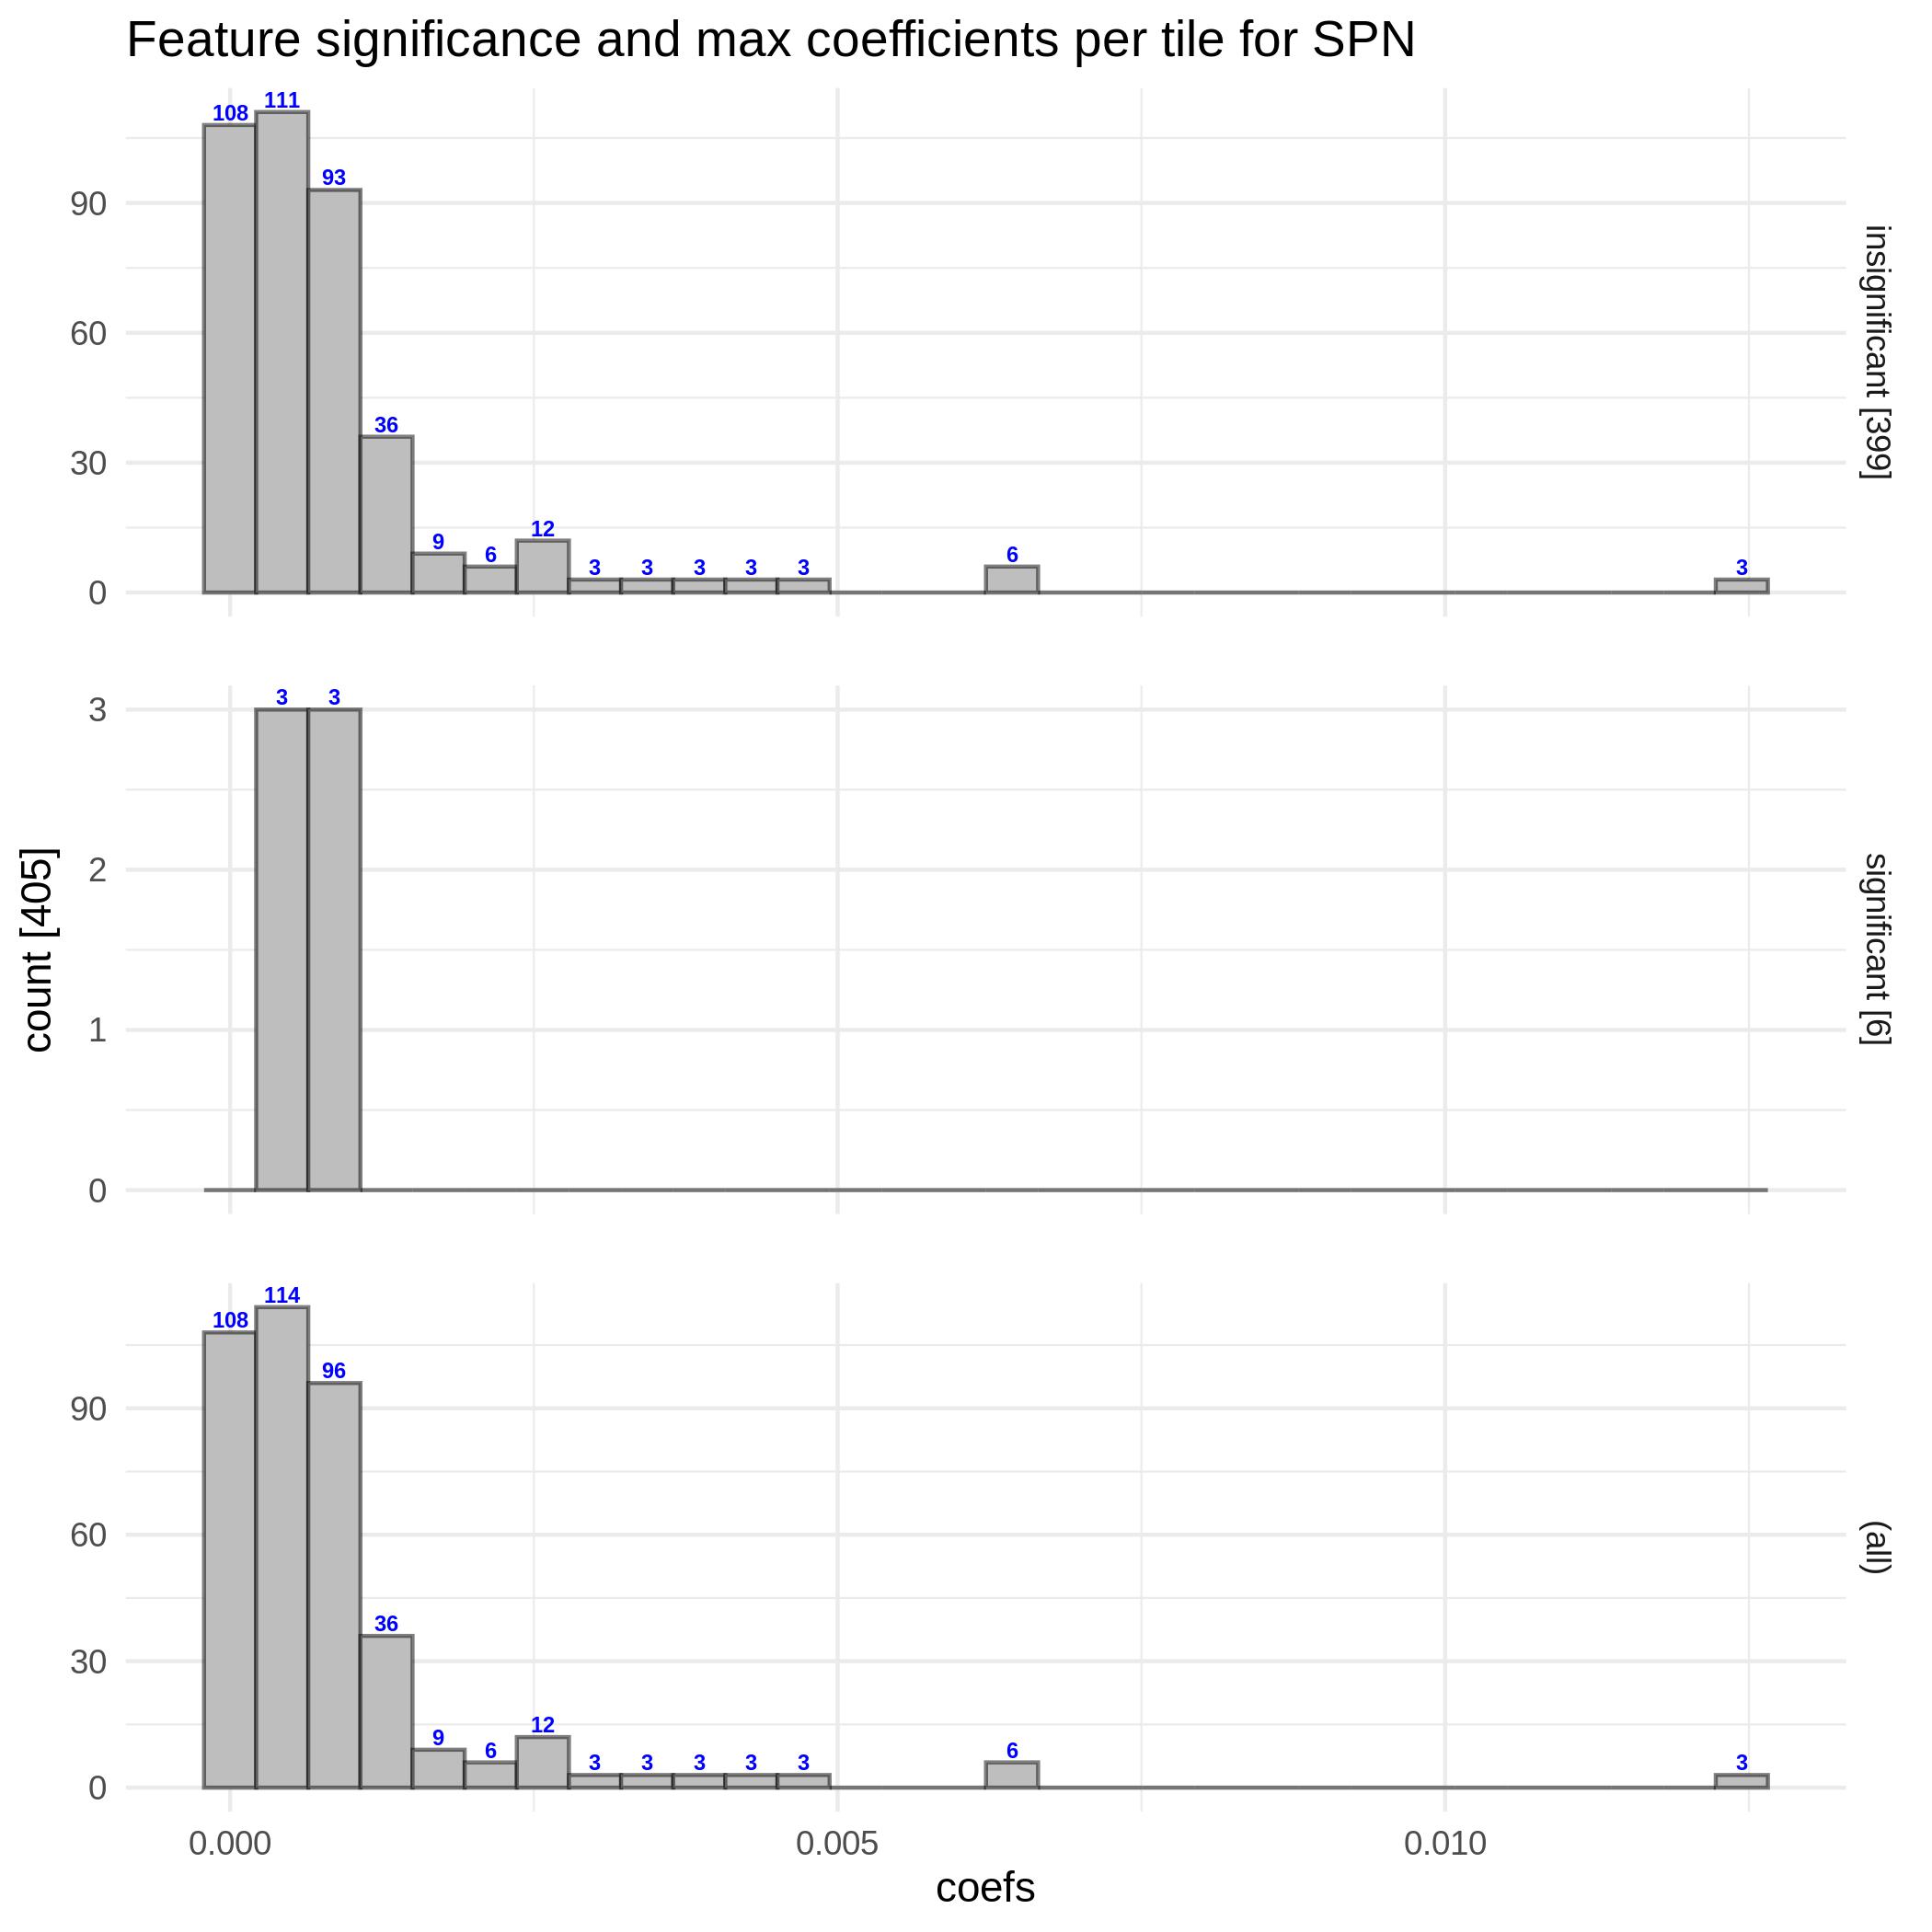 Feature significance and max coefficients per tile for SPN
108 111 93 36 9 6 12 3 3 3 3 3 6 3
90
60
30
0
insignificant [399]
3 3
3
2
1
0
significant [6]
count [405]
108 114 96 36 9 6 12 3 3 3 3 3 6 3
90
60
30
0
(all)
0.000 0.005 0.010
coefs